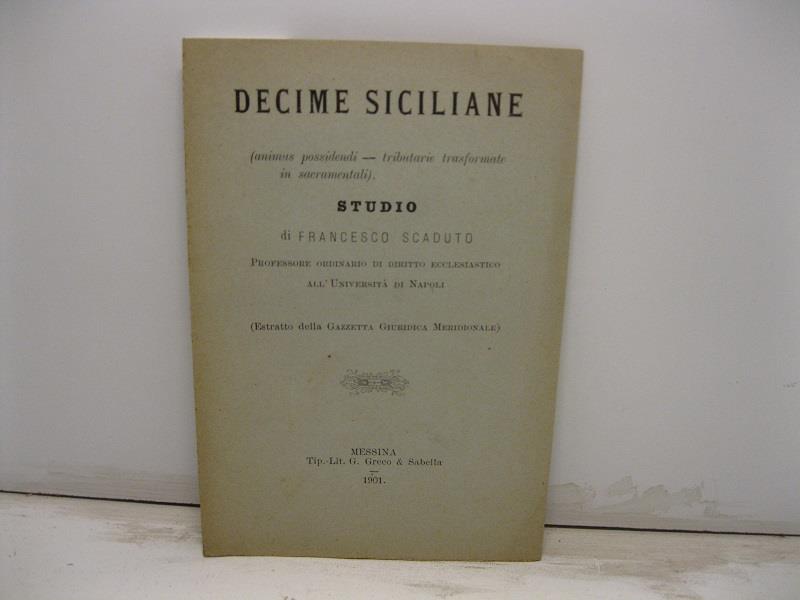 DECIME SICILIANE
(animus possidendi — tributarie trasformate
in sacramentali).
STUDIO
di FRANCESCO SCADUTO
PROFESSORE ORDINARIO DI DIRITTO ECCLESIASTICO
ALL'UNIVERSITÀ DI NAPOLI
(Estratto della GAZZETTA GIURIDICA MERIDIONALE)
MESSINA
Tip.-Lit. G. Greco & Sabella
1901.